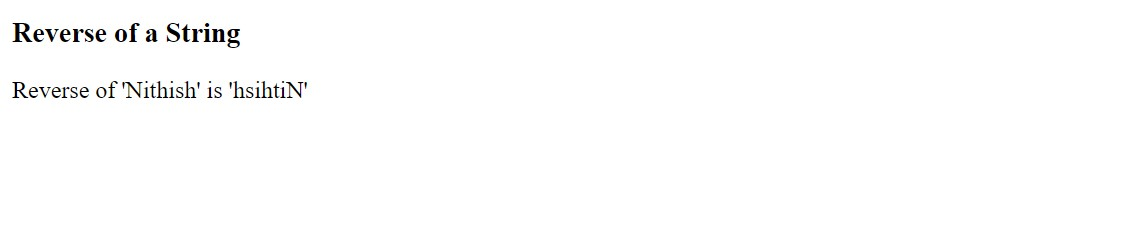 Reverse of a String
Reverse of 'Nithish' is 'hsihtiN'